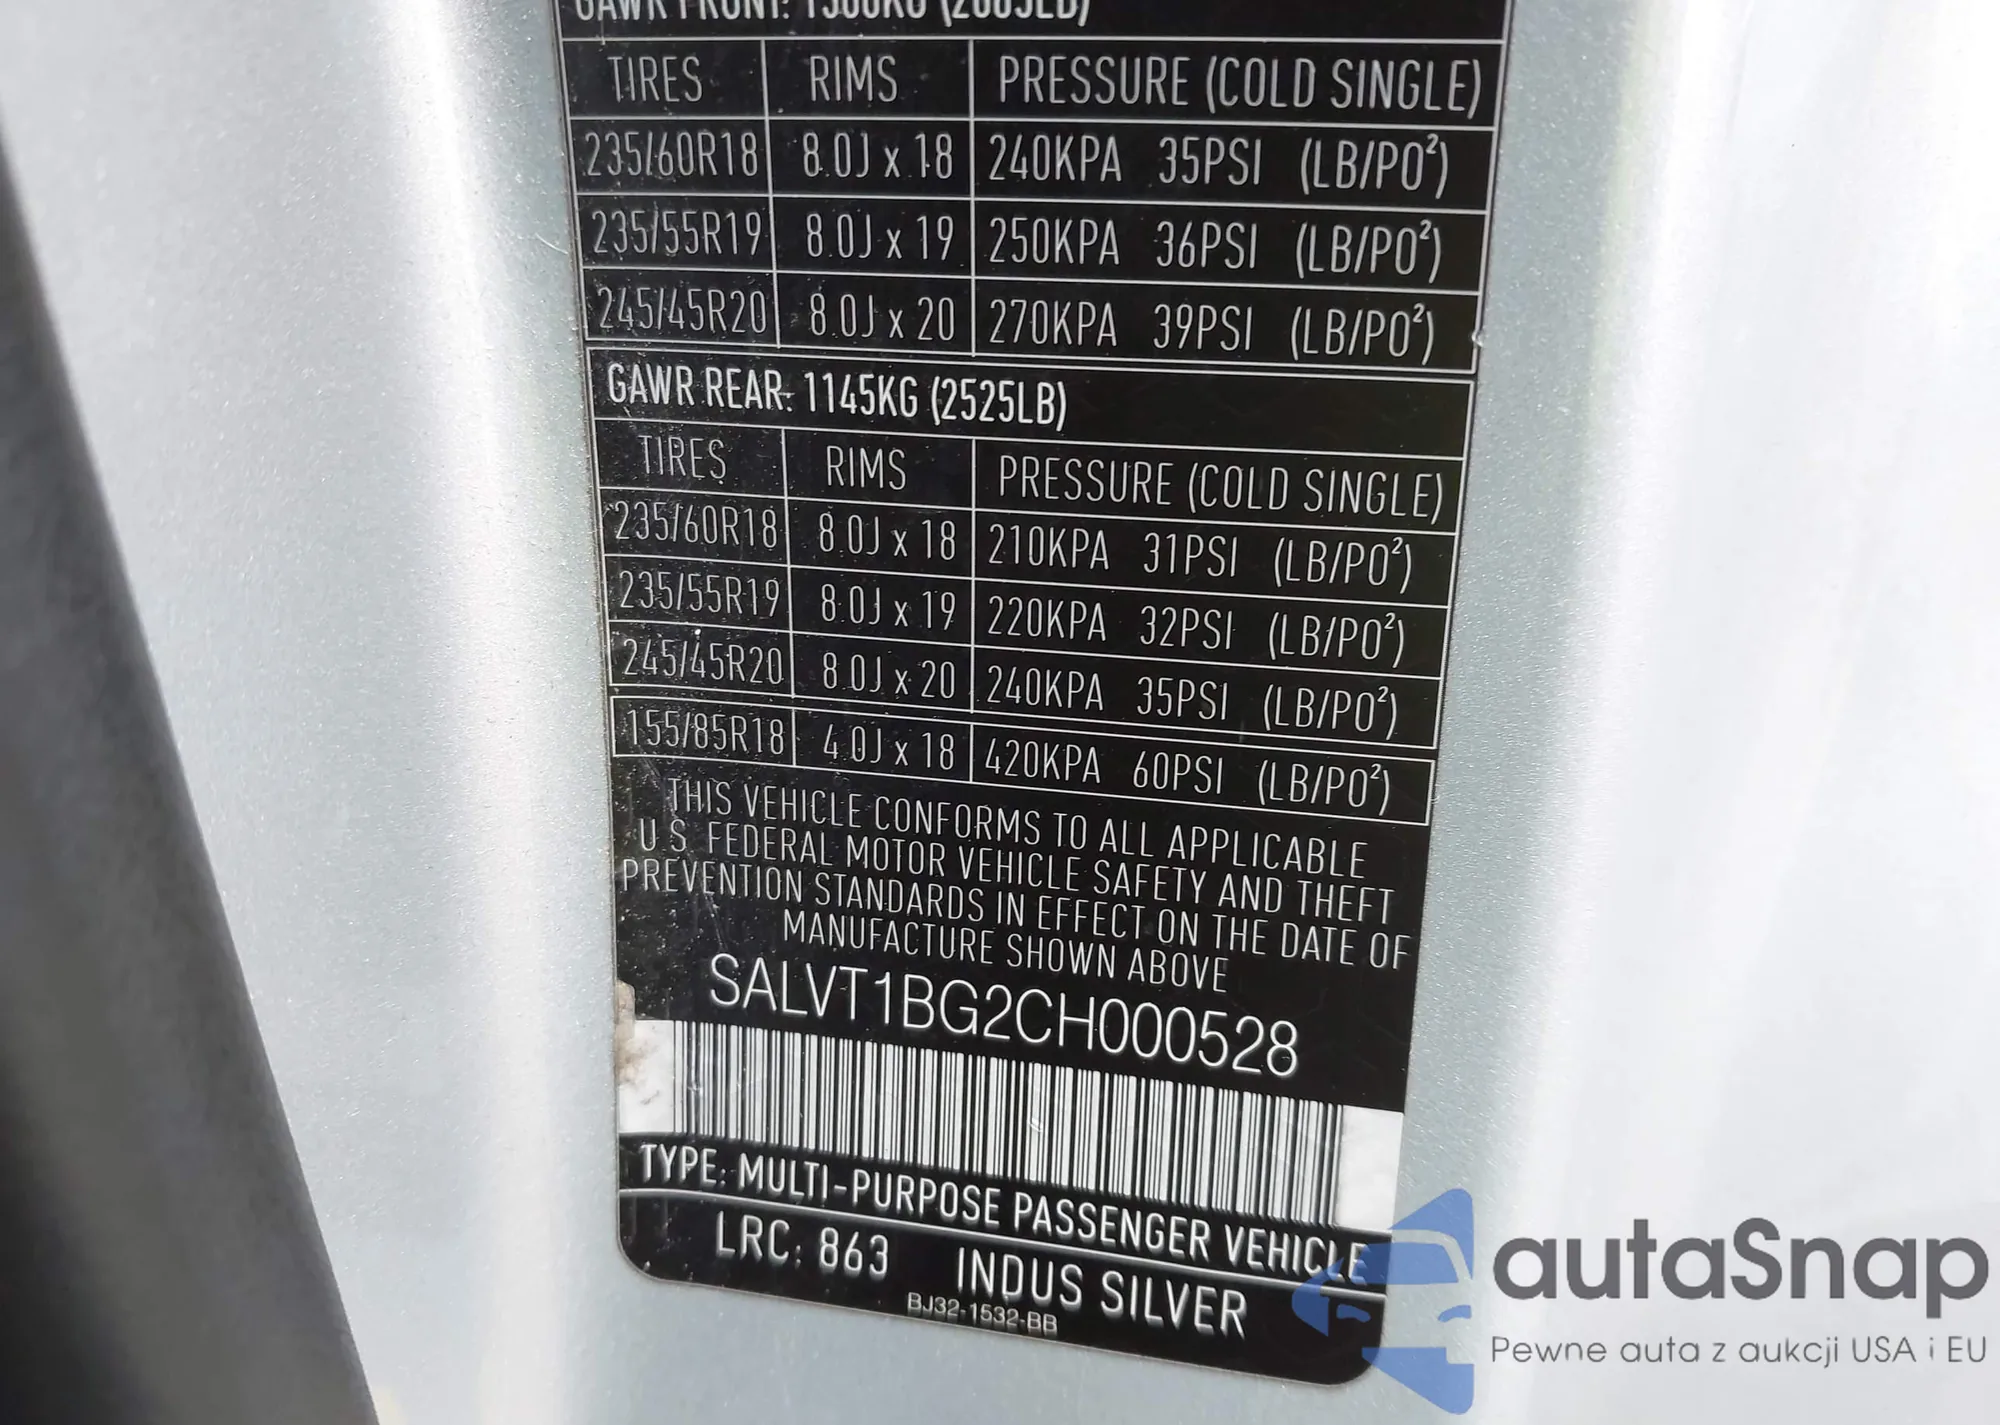 GAWR FRONT: 1360KG (2005LB)
TIRES RIMS PRESSURE (COLD SINGLE)
235/60R18 8.0J x 18 240KPA 35PSI (LB/PO²)
235/55R19 8.0J x 19 250KPA 36PSI (LB/PO²)
245/45R20 8.0J x 20 270KPA 39PSI (LB/PO²)
GAWR REAR: 1145KG (2525LB)
TIRES RIMS PRESSURE (COLD SINGLE)
235/60R18 8.0J x 18 210KPA 31PSI (LB/PO²)
235/55R19 8.0J x 19 220KPA 32PSI (LB/PO²)
245/45R20 8.0J x 20 240KPA 35PSI (LB/PO²)
155/85R18 4.0J x 18 420KPA 60PSI (LB/PO²)
THIS VEHICLE CONFORMS TO ALL APPLICABLE
U.S. FEDERAL MOTOR VEHICLE SAFETY AND THEFT
PREVENTION STANDARDS IN EFFECT ON THE DATE OF
MANUFACTURE SHOWN ABOVE
SALVT1BG2CH000528
TYPE: MULTI-PURPOSE PASSENGER VEHICLE
LRC: 863 INDUS SILVER
BJ32-1532-BB
autaSnap
Pewne auta z aukcji USA i EU